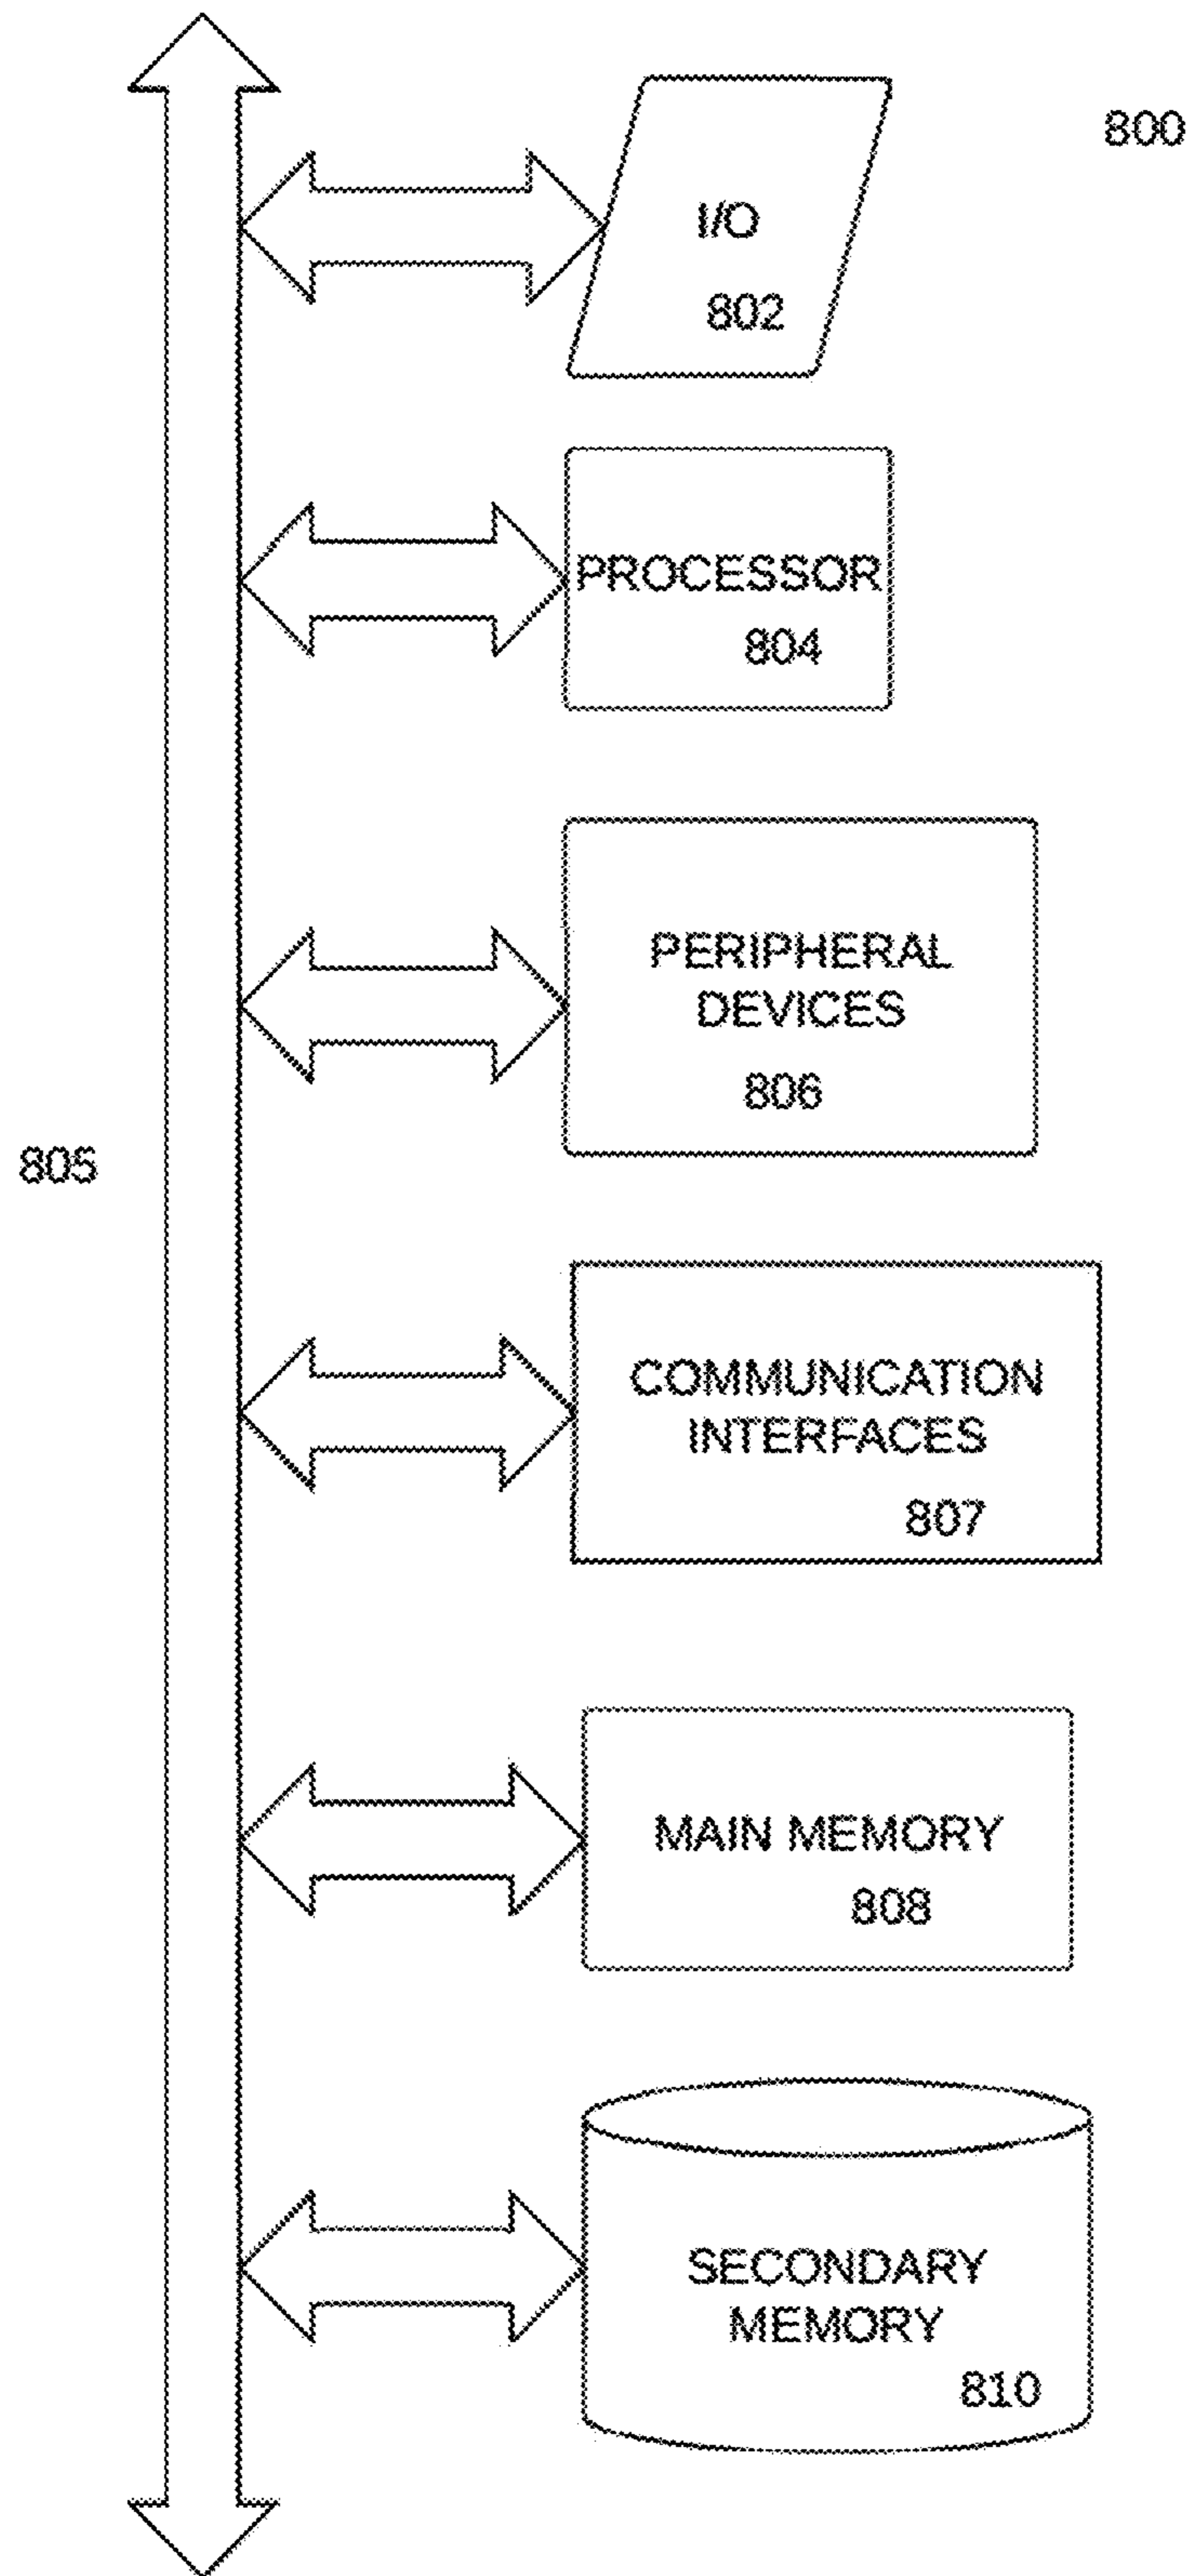 800
I/O
802
PROCESSOR
804
PERIPHERAL
DEVICES
806
805
COMMUNICATION
INTERFACES
807
MAIN MEMORY
808
SECONDARY
MEMORY
810